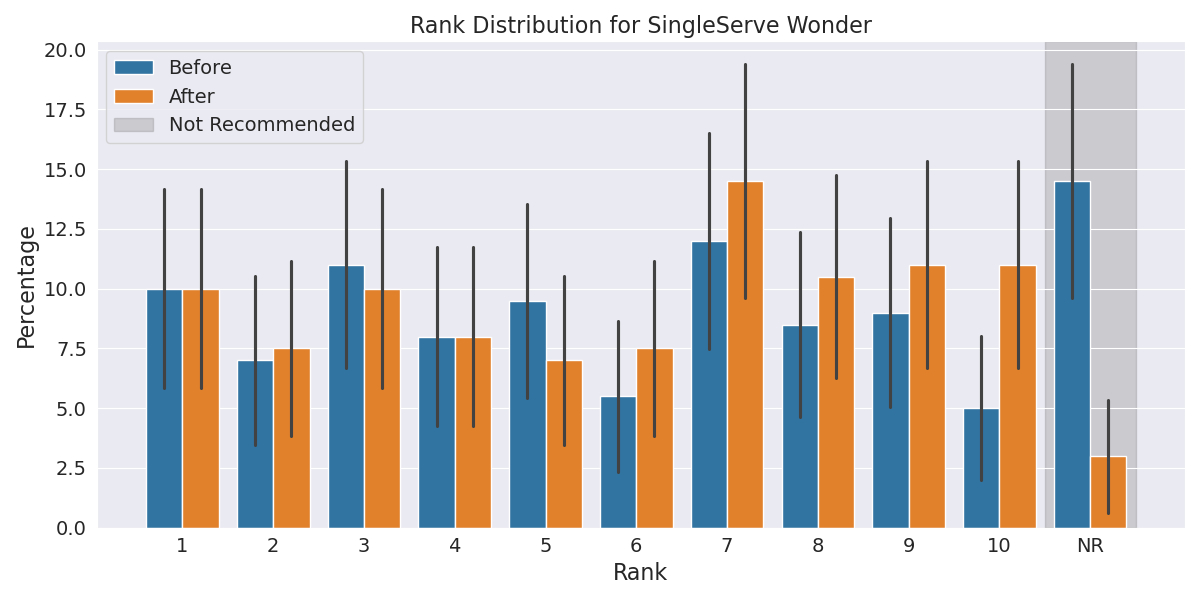 Rank Distribution for SingleServe Wonder
Before
After
Not Recommended
Percentage
20.0
17.5
15.0
12.5
10.0
7.5
5.0
2.5
0.0
1 2 3 4 5 6 7 8 9 10 NR
Rank